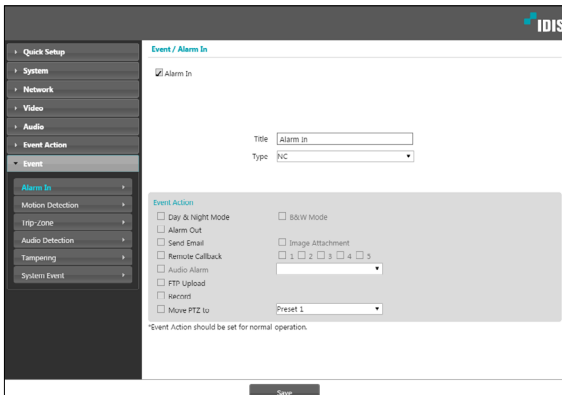 IDIS
Quick Setup
System
Network
Video
Audio
Event Action
Event
Alarm In
Motion Detection
Trip-Zone
Audio Detection
Tampering
System Event
Event / Alarm In
Alarm In
Title Alarm In
Type NC
Event Action
Day & Night Mode B&W Mode
Alarm Out
Send Email Image Attachment
Remote Callback 1 2 3 4 5
Audio Alarm
FTP Upload
Record
Move PTZ to Preset 1
*Event Action should be set for normal operation.
Save